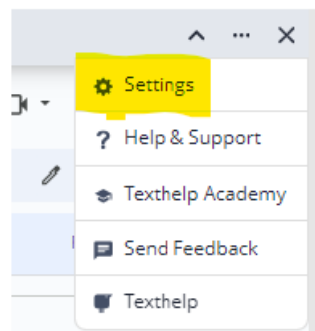 Settings
Help & Support
Texthelp Academy
Send Feedback
Texthelp